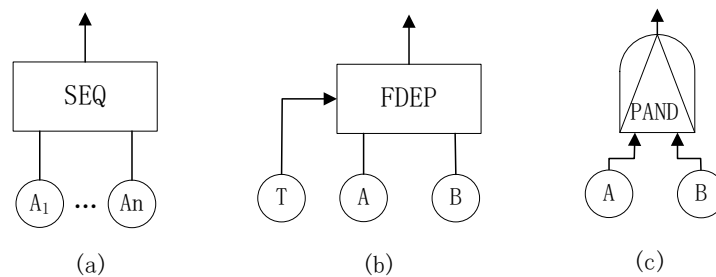 SEQ
A₁ ... An
(a)
FDEP
T A B
(b)
PAND
A B
(c)